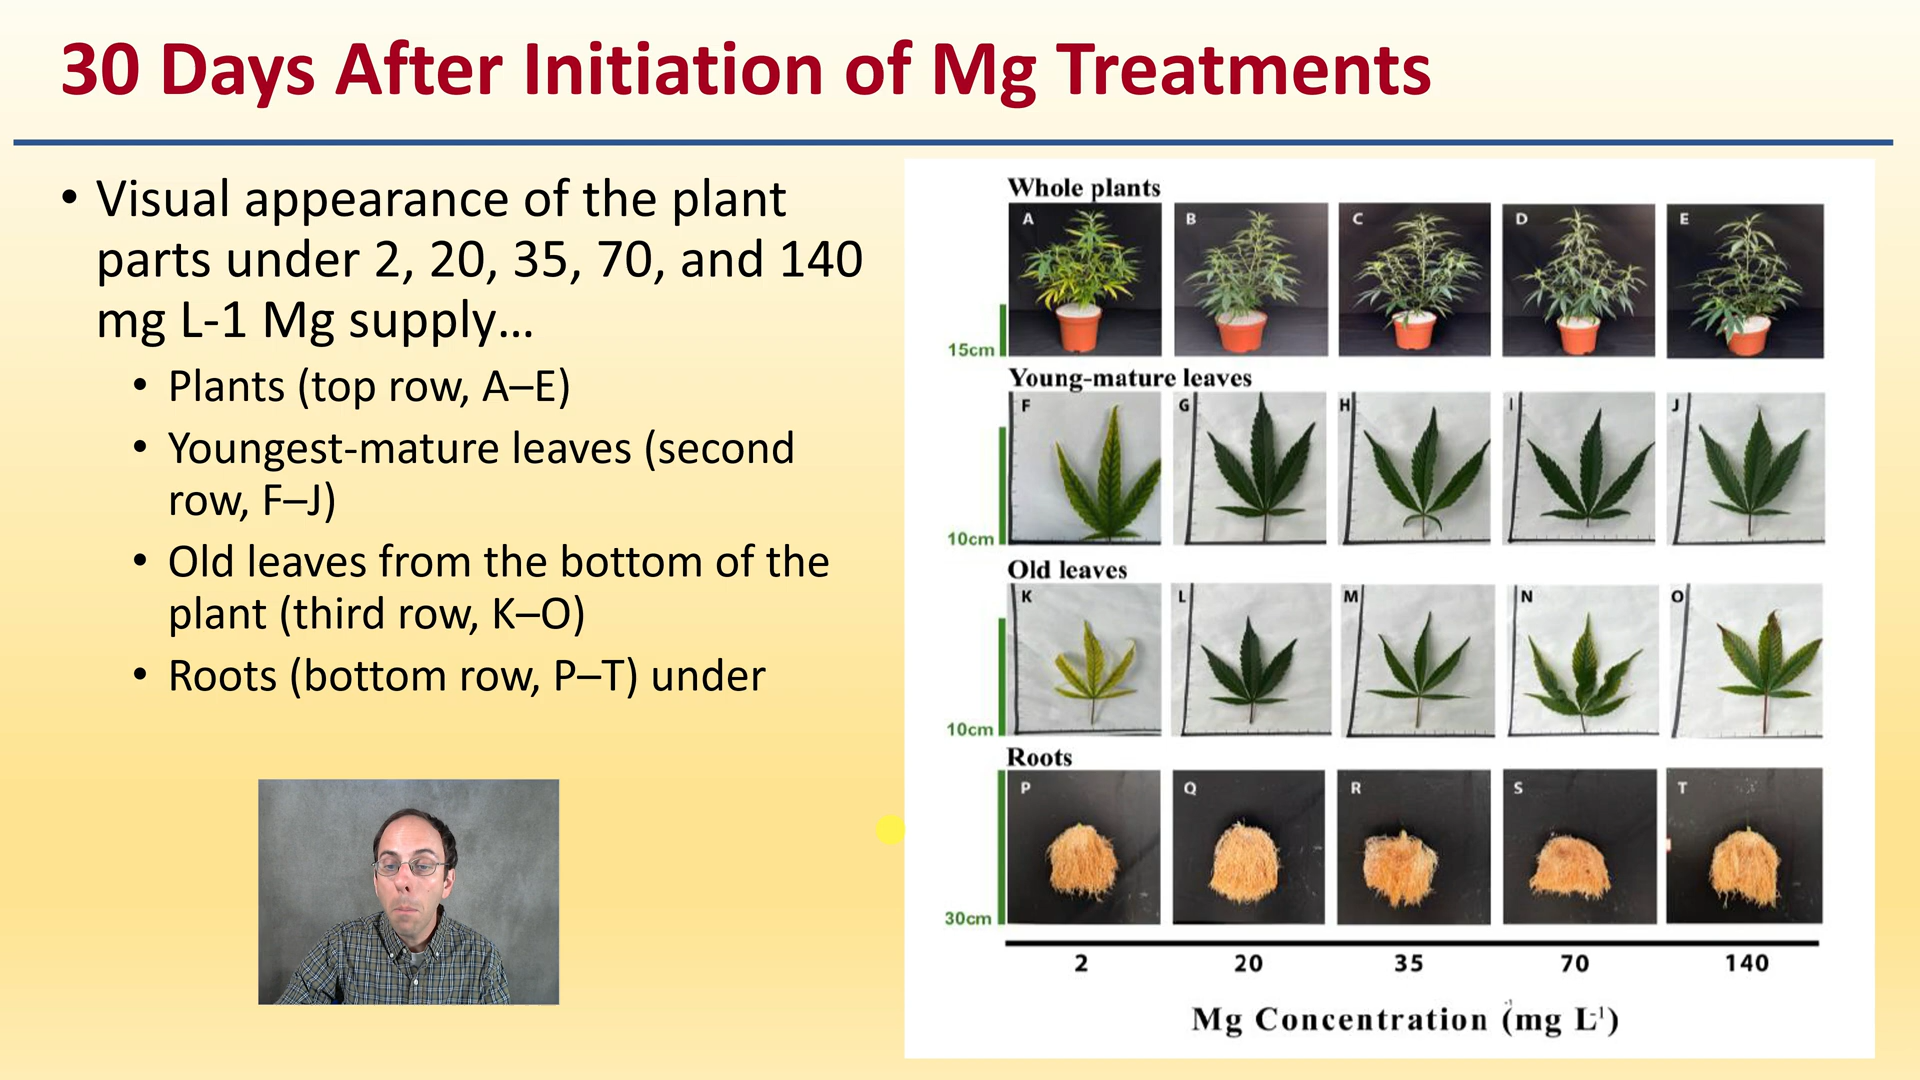 30 Days After Initiation of Mg Treatments
• Visual appearance of the plant
parts under 2, 20, 35, 70, and 140
mg L-1 Mg supply...
• Plants (top row, A–E)
• Youngest-mature leaves (second
row, F–J)
• Old leaves from the bottom of the
plant (third row, K–O)
• Roots (bottom row, P–T) under
Whole plants
A B C D E
15cm
Young-mature leaves
F G H I J
10cm
Old leaves
K L M N O
10cm
Roots
P Q R S T
30cm
2 20 35 70 140
Mg Concentration (mg L⁻¹)